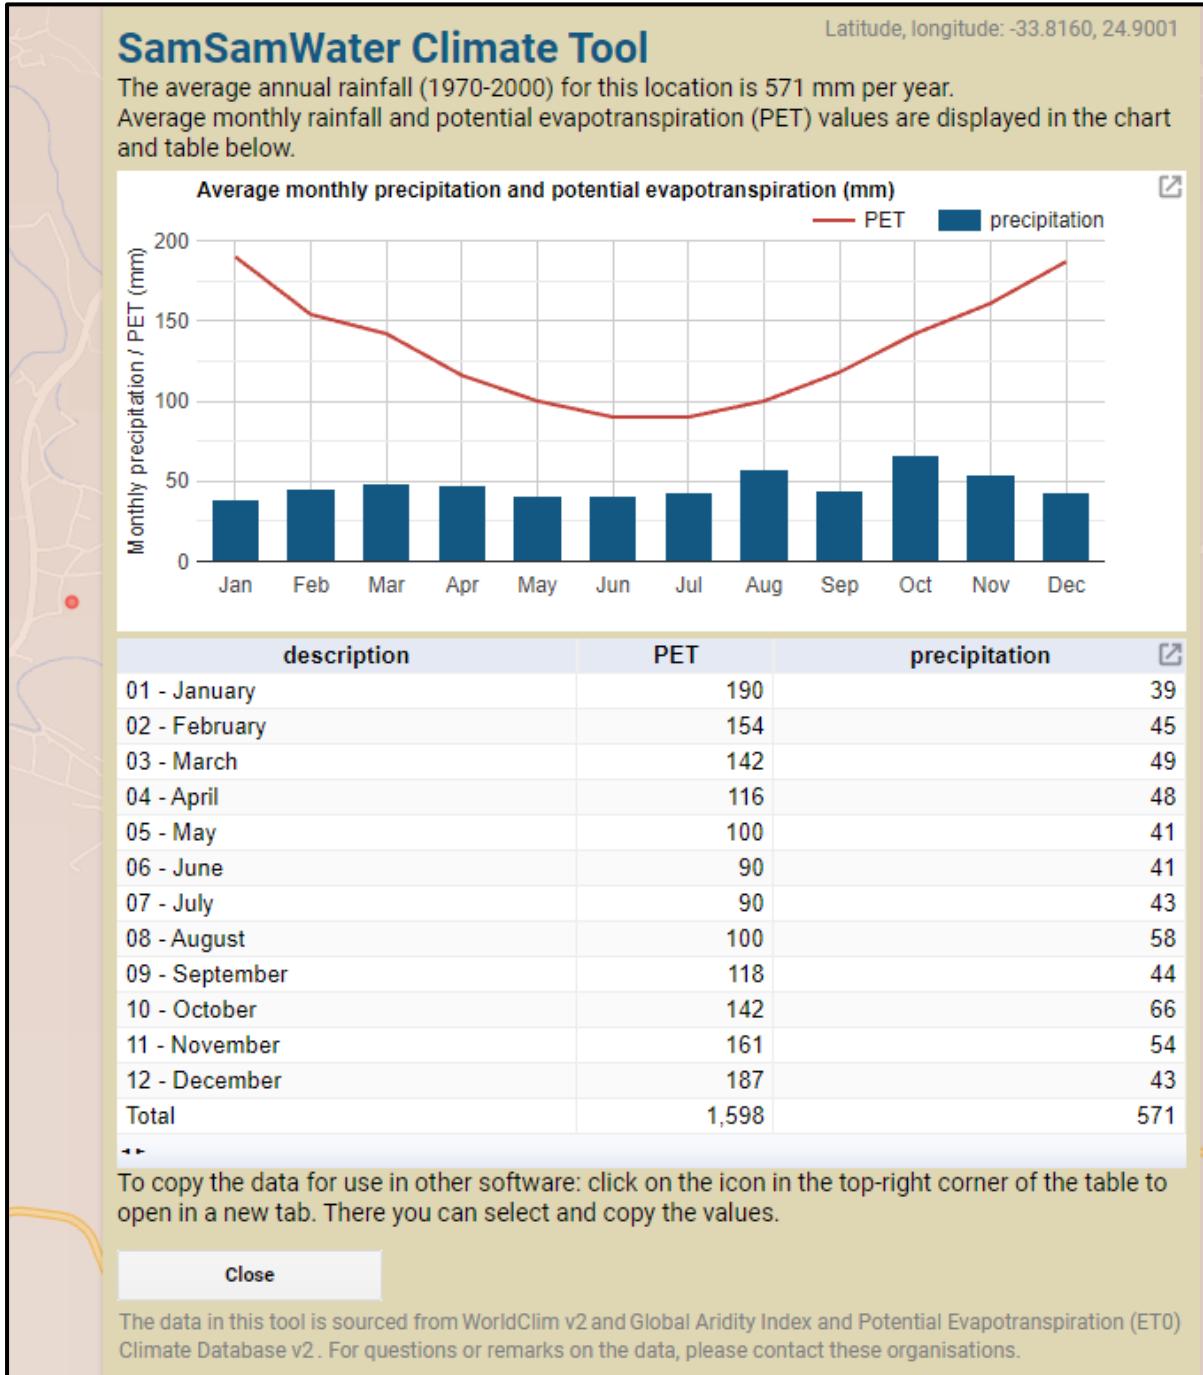 Latitude, longitude: -33.8160, 24.9001
SamSamWater Climate Tool
The average annual rainfall (1970-2000) for this location is 571 mm per year.
Average monthly rainfall and potential evapotranspiration (PET) values are displayed in the chart
and table below.
Average monthly precipitation and potential evapotranspiration (mm)
PET precipitation
Monthly precipitation / PET (mm)
200
150
100
50
0
Jan Feb Mar Apr May Jun Jul Aug Sep Oct Nov Dec
description PET precipitation
01 - January 190 39
02 - February 154 45
03 - March 142 49
04 - April 116 48
05 - May 100 41
06 - June 90 41
07 - July 90 43
08 - August 100 58
09 - September 118 44
10 - October 142 66
11 - November 161 54
12 - December 187 43
Total 1,598 571
To copy the data for use in other software: click on the icon in the top-right corner of the table to
open in a new tab. There you can select and copy the values.
Close
The data in this tool is sourced from WorldClim v2 and Global Aridity Index and Potential Evapotranspiration (ET0)
Climate Database v2 . For questions or remarks on the data, please contact these organisations.